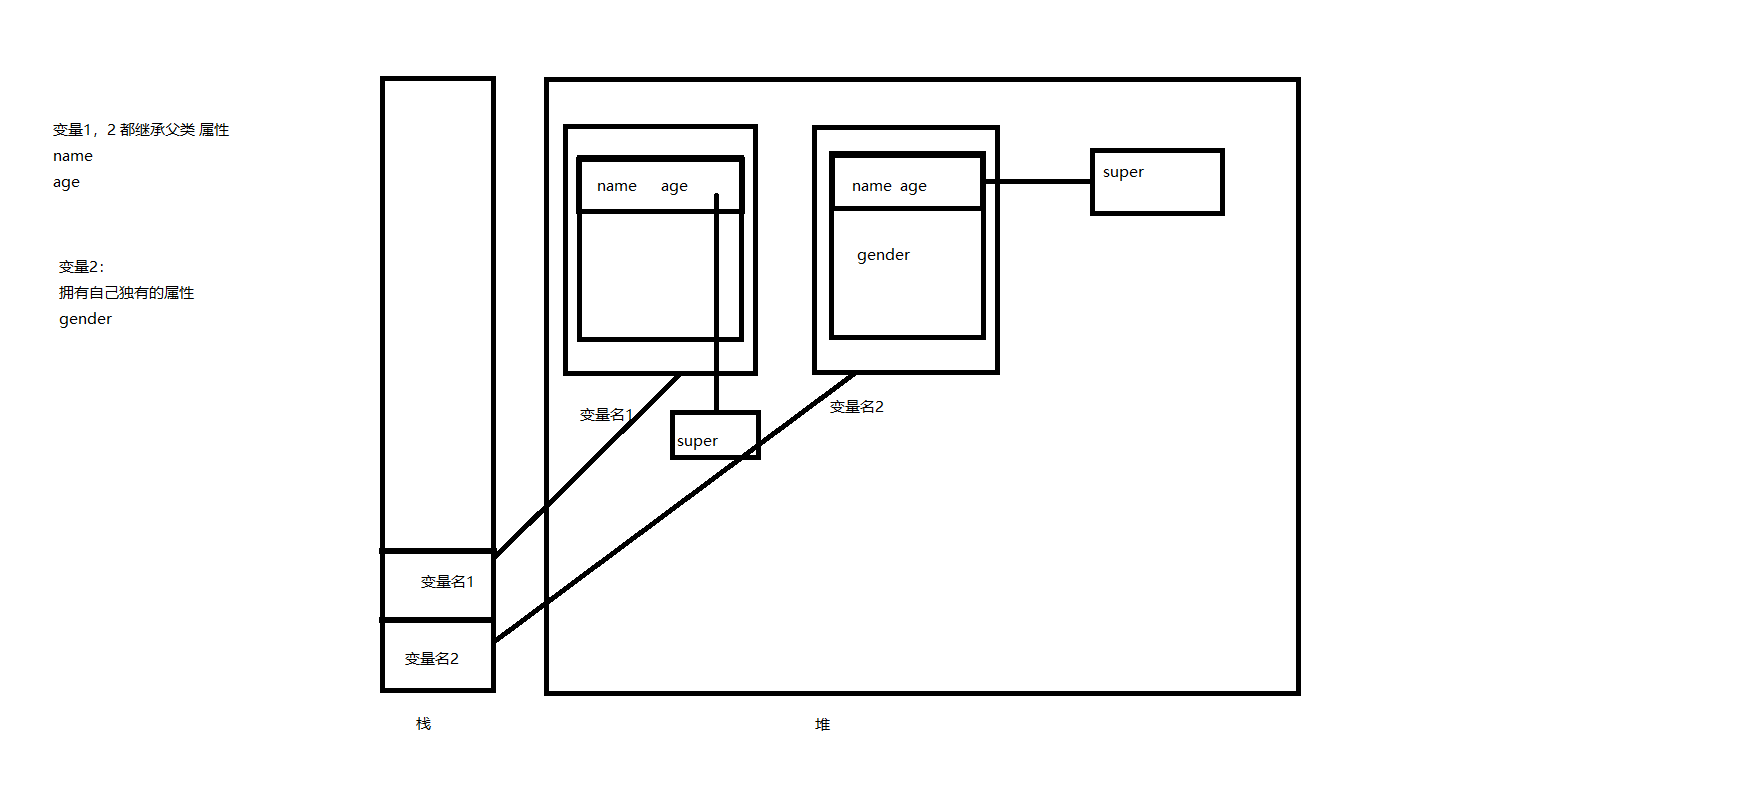 变量1，2 都继承父类 属性
name
age
变量2：
拥有自己独有的属性
gender
name age
name age
super
gender
变量名1
变量名2
super
变量名1
变量名2
栈
堆